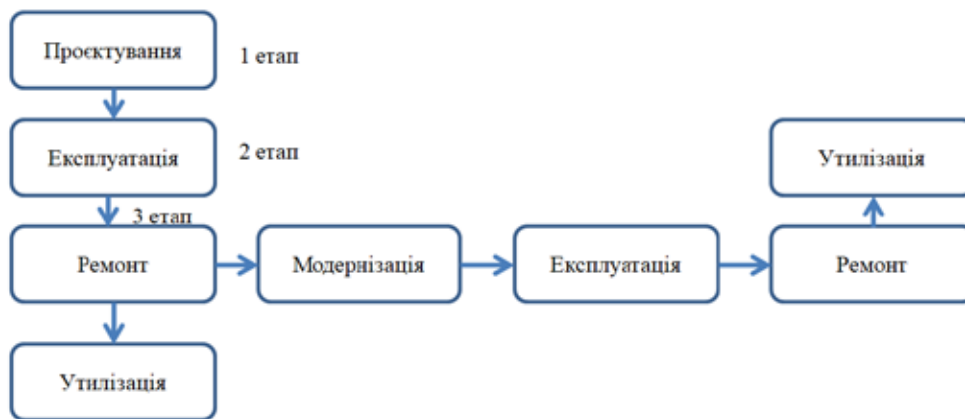 Проєктування
1 етап
Експлуатація
2 етап
Утилізація
3 етап
Ремонт
Модернізація
Експлуатація
Ремонт
Утилізація